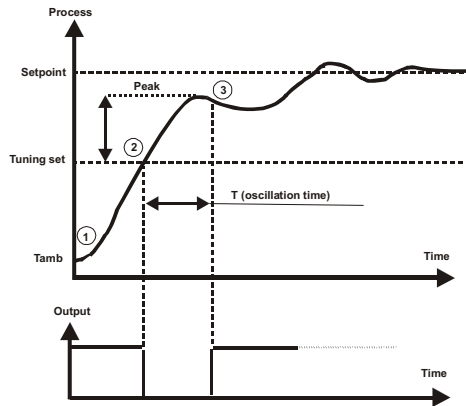 Process
Setpoint
Peak
3
2
Tuning set
T (oscillation time)
1
Tamb
Time
Output
Time